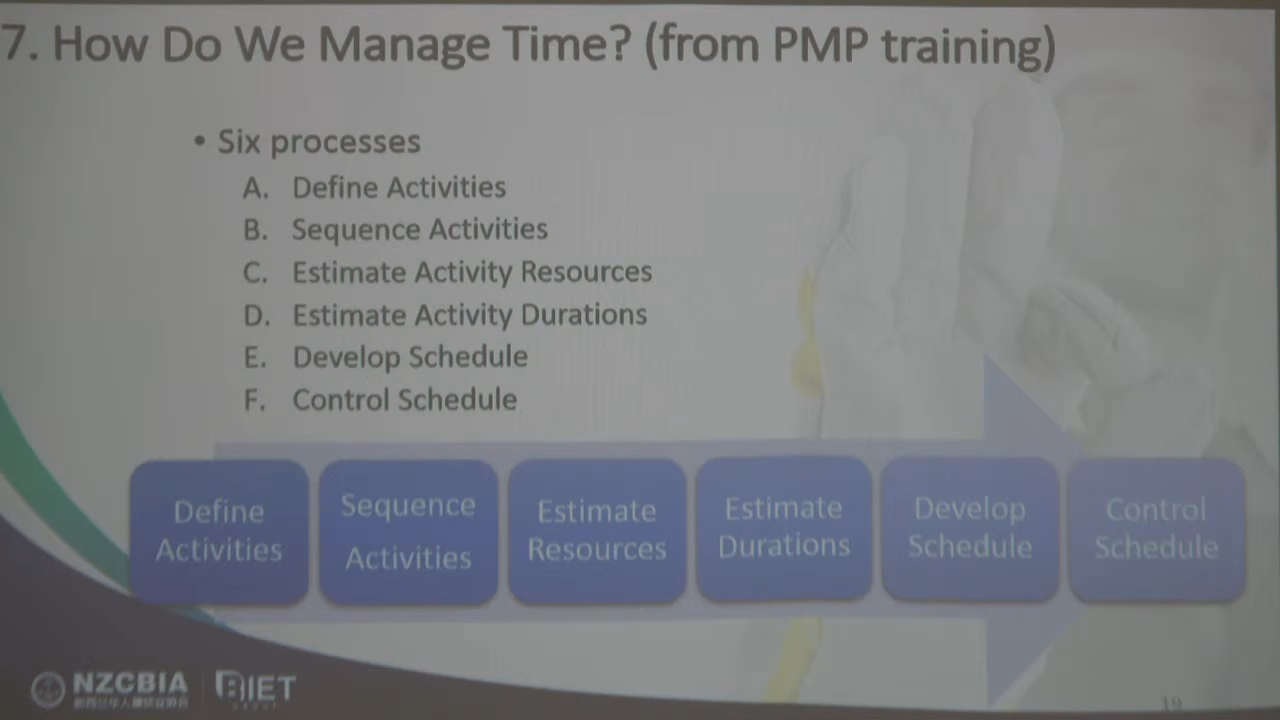 7. How Do We Manage Time? (from PMP training)
• Six processes
A. Define Activities
B. Sequence Activities
C. Estimate Activity Resources
D. Estimate Activity Durations
E. Develop Schedule
F. Control Schedule
Define
Activities
Sequence
Activities
Estimate
Resources
Estimate
Durations
Develop
Schedule
Control
Schedule
NZCBIA
BIET
19